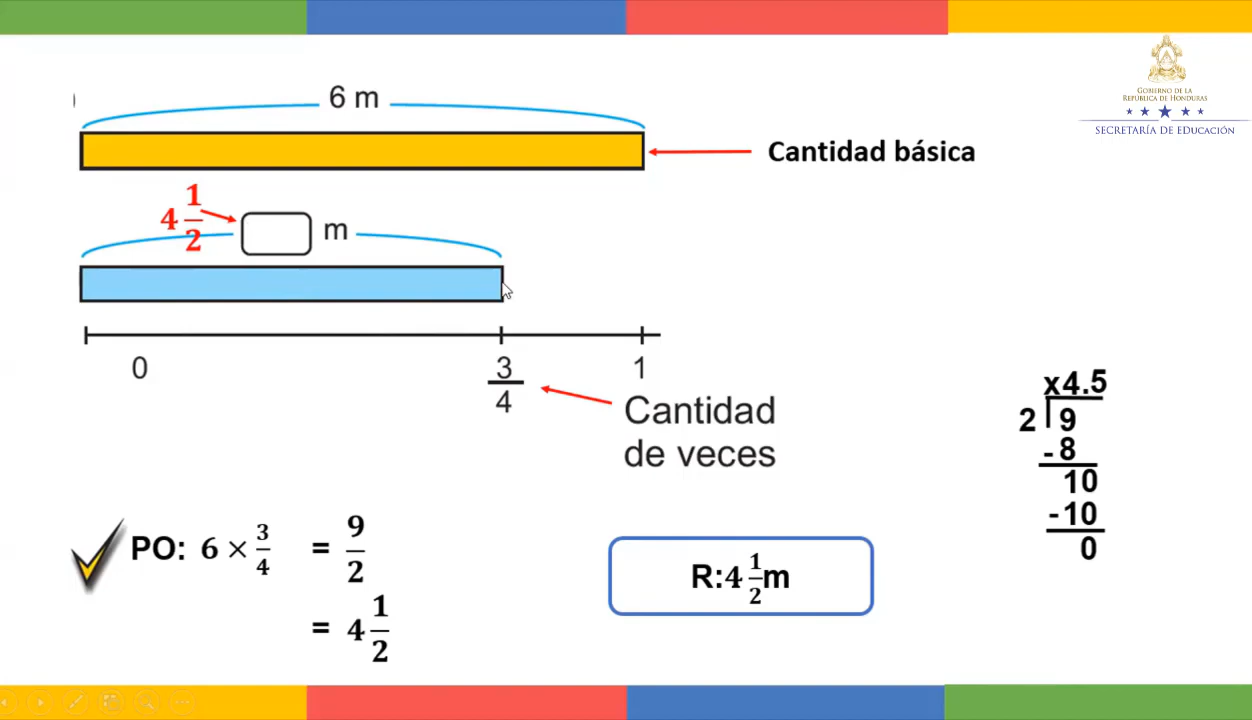 6 m
Cantidad básica
GOBIERNO DE LA
REPÚBLICA DE HONDURAS
SECRETARÍA DE EDUCACIÓN
4 1/2
m
0
3/4
1
Cantidad
de veces
x4.5
2 9
-8
10
-10
0
PO: 6 × 3/4 = 9/2
= 4 1/2
R:4 1/2 m